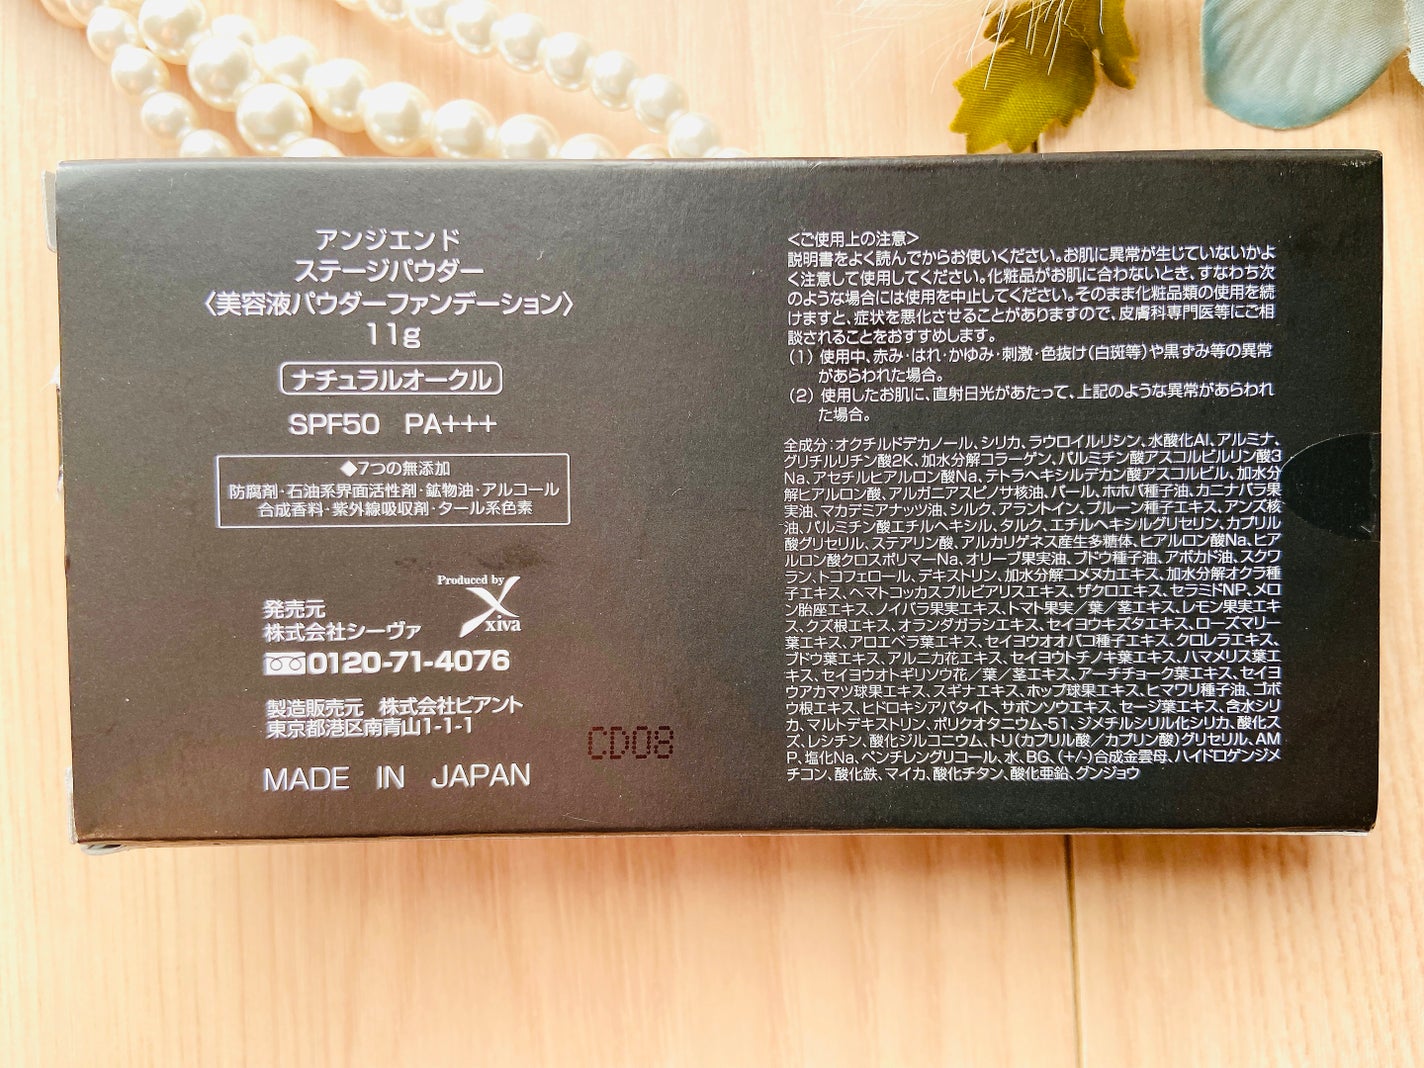 アンジエンド
ステージパウダー
〈美容液パウダーファンデーション〉
11g
ナチュラルオークル
SPF50 PA+++
◆7つの無添加
防腐剤・石油系界面活性剤・鉱物油・アルコール
合成香料・紫外線吸収剤・タール系色素
Produced by
xiva
発売元
株式会社シーヴァ
0120-71-4076
製造販売元 株式会社ビアント
東京都港区南青山1-1-1
MADE IN JAPAN
CD08
<ご使用上の注意>
説明書をよく読んでからお使いください。お肌に異常が生じていないかよ
く注意して使用してください。化粧品がお肌に合わないとき、すなわち次
のような場合には使用を中止してください。そのまま化粧品類の使用を続
けますと、症状を悪化させることがありますので、皮膚科専門医等にご相
談されることをおすすめします。
(1) 使用中、赤み・はれ・かゆみ・刺激・色抜け(白斑等)や黒ずみ等の異常
があらわれた場合。
(2) 使用したお肌に、直射日光があたって、上記のような異常があらわれ
た場合。
全成分:オクチルドデカノール、シリカ、ラウロイルリシン、水酸化Al、アルミナ、
グリチルリチン酸2K、加水分解コラーゲン、パルミチン酸アスコルビルリン酸3
Na、アセチルヒアルロン酸Na、テトラヘキシルデカン酸アスコルビル、加水分
解ヒアルロン酸、アルガニアスピノサ核油、パール、ホホバ種子油、カニナバラ果
実油、マカデミアナッツ油、シルク、アラントイン、プルーン種子エキス、アンズ核
油、パルミチン酸エチルヘキシル、タルク、エチルヘキシルグリセリン、カプリル
酸グリセリル、ステアリン酸、アルカリゲネス産生多糖体、ヒアルロン酸Na、ヒア
ルロン酸クロスポリマーNa、オリーブ果実油、ブドウ種子油、アボカド油、スクワ
ラン、トコフェロール、デキストリン、加水分解コメヌカエキス、加水分解オクラ種
子エキス、ヘマトコッカスプルビアリスエキス、ザクロエキス、セラミドNP、メロ
ン胎座エキス、ノイバラ果実エキス、トマト果実/葉/茎エキス、レモン果実エキ
ス、クズ根エキス、オランダガラシエキス、セイヨウキズタエキス、ローズマリー
葉エキス、アロエベラ葉エキス、セイヨウオオバコ種子エキス、クロレラエキス、
ブドウ葉エキス、アルニカ花エキス、セイヨウトチノキ葉エキス、ハマメリス葉エ
キス、セイヨウオトギリソウ花/葉/茎エキス、アーチチョーク葉エキス、セイヨ
ウアカマツ球果エキス、スギナエキス、ホップ球果エキス、ヒマワリ種子油、ゴボ
ウ根エキス、ヒドロキシアパタイト、サボンソウエキス、セージ葉エキス、含水シリ
カ、マルトデキストリン、ポリクオタニウム-51、ジメチルシリル化シリカ、酸化ス
ズ、レシチン、酸化ジルコニウム、トリ(カプリル酸/カプリン酸)グリセリル、AM
P、塩化Na、ペンチレングリコール、水、BG、(+/-)合成金雲母、ハイドロゲンジメ
チコン、酸化鉄、マイカ、酸化チタン、酸化亜鉛、グンジョウ